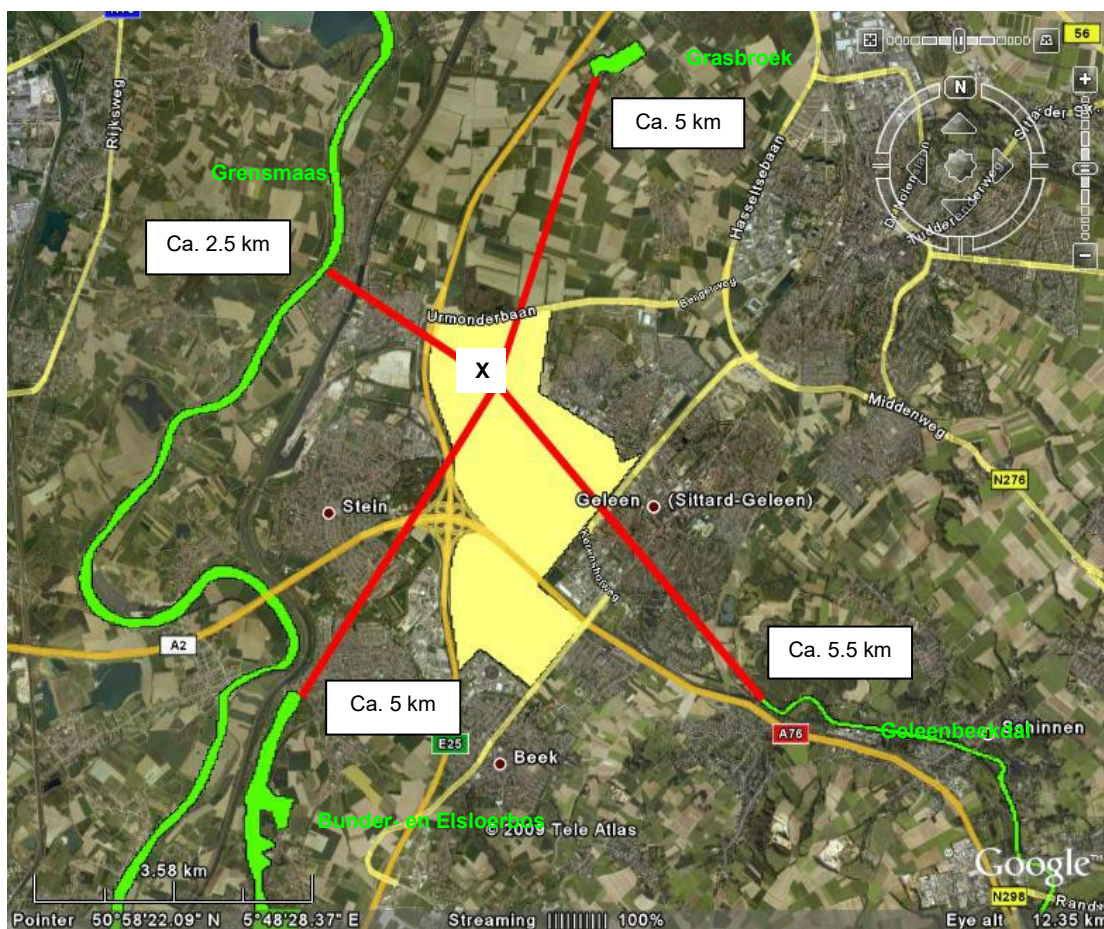 Grasbroek
56
Rijksweg
N
Ca. 5 km
Hasseltsebaan
Tudderenderweg
Grensmaas
Ca. 2.5 km
Urmonderbaan
Bergerweg
X
Middenweg
N276
Stein
Geleen
(Sittard-Geleen)
A2
Ca. 5.5 km
Ca. 5 km
E25
A76
Geleenbeekdal
Schinnen
Beek
Bunder- en Elsloerbos
© 2009 Tele Atlas
3.58 km
Google™
N298
Pointer 50°58'22.09" N 5°48'28.37" E Streaming 100% Eye alt 12.35 km